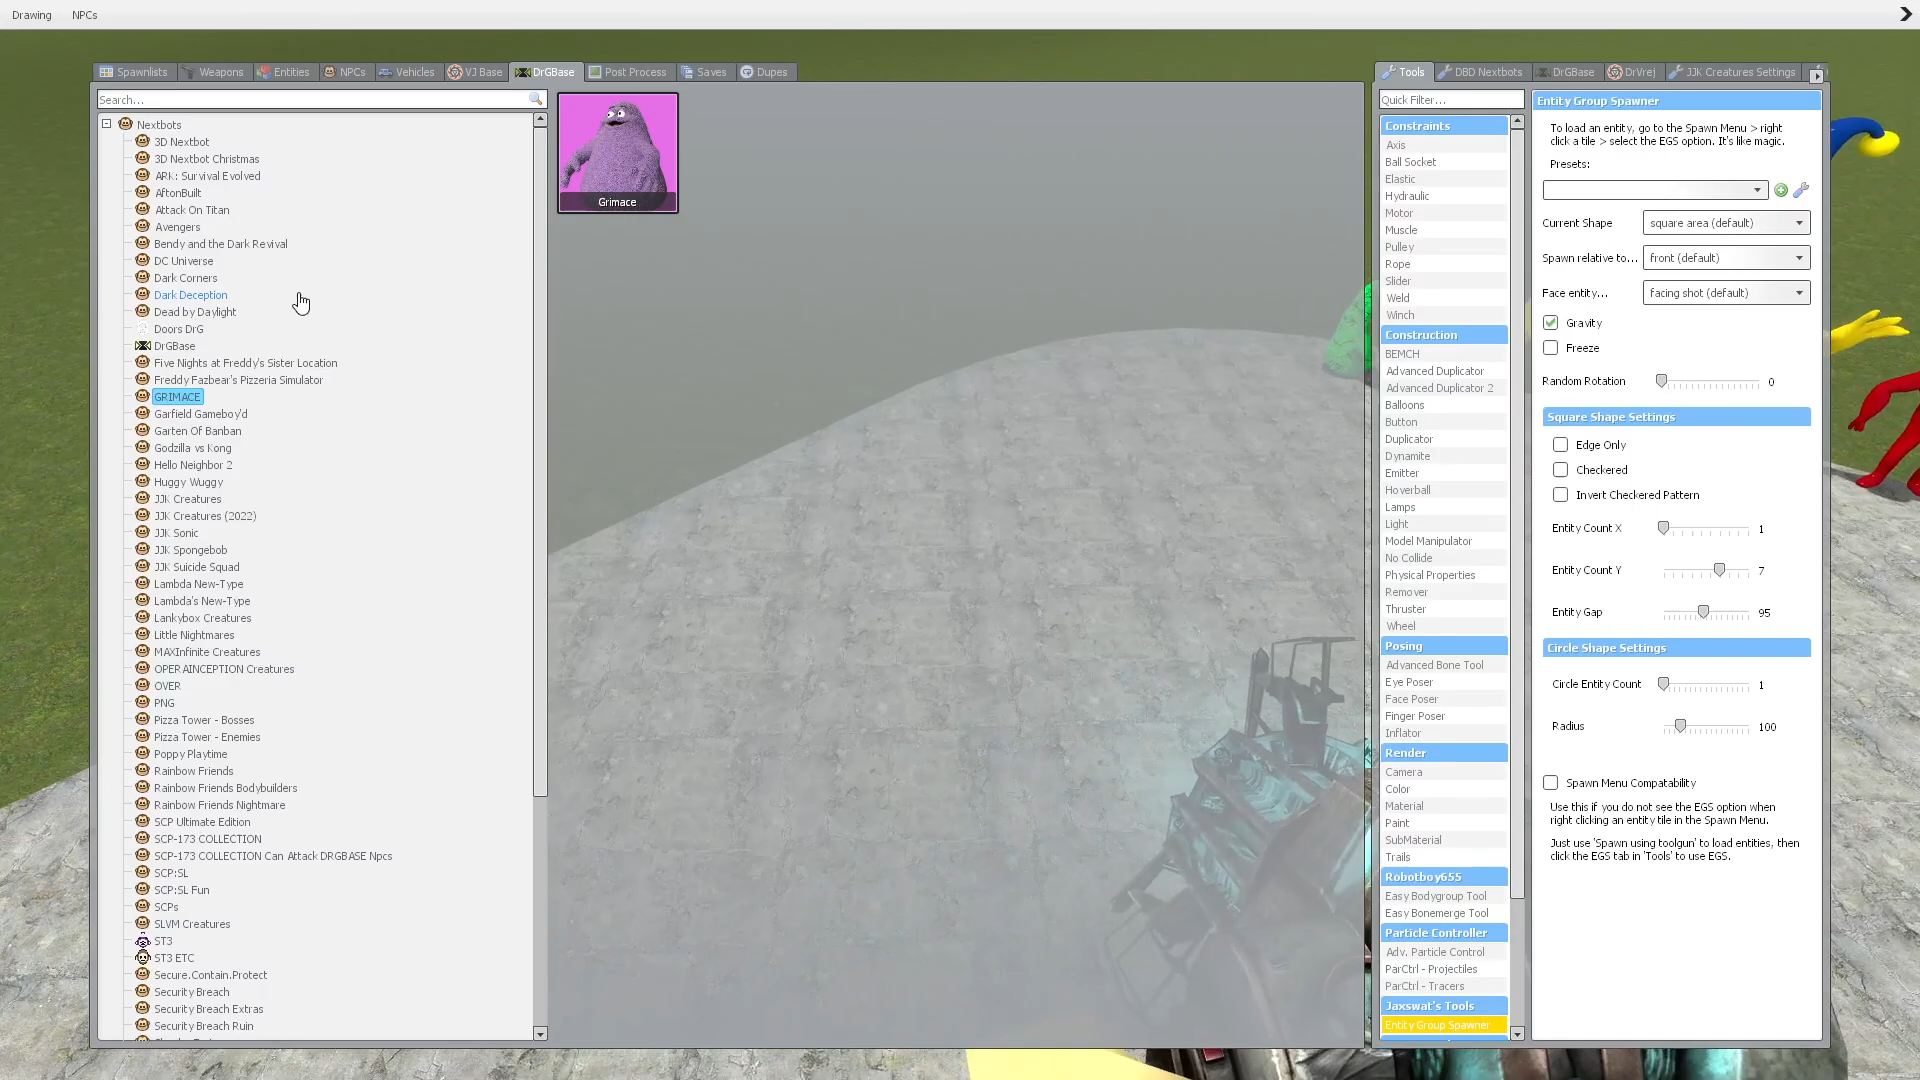 Drawing NPCs
Spawnlists Weapons Entities NPCs Vehicles VJ Base DrGBase Post Process Saves Dupes
Search...
Nextbots
3D Nextbot
3D Nextbot Christmas
ARK: Survival Evolved
AftonBuilt
Attack On Titan
Avengers
Bendy and the Dark Revival
DC Universe
Dark Corners
Dark Deception
Dead by Daylight
Doors DrG
DrGBase
Five Nights at Freddy's Sister Location
Freddy Fazbear's Pizzeria Simulator
GRIMACE
Garfield Gameboy'd
Garten Of Banban
Godzilla vs Kong
Hello Neighbor 2
Huggy Wuggy
JJK Creatures
JJK Creatures (2022)
JJK Sonic
JJK Spongebob
JJK Suicide Squad
Lambda New-Type
Lambda's New-Type
Lankybox Creatures
Little Nightmares
MAXInfinite Creatures
OPERAINCEPTION Creatures
OVER
PNG
Pizza Tower - Bosses
Pizza Tower - Enemies
Poppy Playtime
Rainbow Friends
Rainbow Friends Bodybuilders
Rainbow Friends Nightmare
SCP Ultimate Edition
SCP-173 COLLECTION
SCP-173 COLLECTION Can Attack DRGBASE Npcs
SCP:SL
SCP:SL Fun
SCPs
SLVM Creatures
ST3
ST3 ETC
Secure.Contain.Protect
Security Breach
Security Breach Extras
Security Breach Ruin
Grimace
Tools DBD Nextbots DrGBase DrVrej JJK Creatures Settings
Quick Filter...
Constraints
Axis
Ball Socket
Elastic
Hydraulic
Motor
Muscle
Pulley
Rope
Slider
Weld
Winch
Construction
BEMCH
Advanced Duplicator
Advanced Duplicator 2
Balloons
Button
Duplicator
Dynamite
Emitter
Hoverball
Lamps
Light
Model Manipulator
No Collide
Physical Properties
Remover
Thruster
Wheel
Posing
Advanced Bone Tool
Eye Poser
Face Poser
Finger Poser
Inflator
Render
Camera
Color
Material
Paint
SubMaterial
Trails
Robotboy655
Easy Bodygroup Tool
Easy Bonemerge Tool
Particle Controller
Adv. Particle Control
ParCtrl - Projectiles
ParCtrl - Tracers
Jaxswat's Tools
Entity Group Spawner
Entity Group Spawner
To load an entity, go to the Spawn Menu > right
click a tile > select the EGS option. It's like magic.
Presets:
Current Shape square area (default)
Spawn relative to... front (default)
Face entity... facing shot (default)
Gravity
Freeze
Random Rotation 0
Square Shape Settings
Edge Only
Checkered
Invert Checkered Pattern
Entity Count X 1
Entity Count Y 7
Entity Gap 95
Circle Shape Settings
Circle Entity Count 1
Radius 100
Spawn Menu Compatability
Use this if you do not see the EGS option when
right clicking an entity tile in the Spawn Menu.
Just use 'Spawn using toolgun' to load entities, then
click the EGS tab in 'Tools' to use EGS.